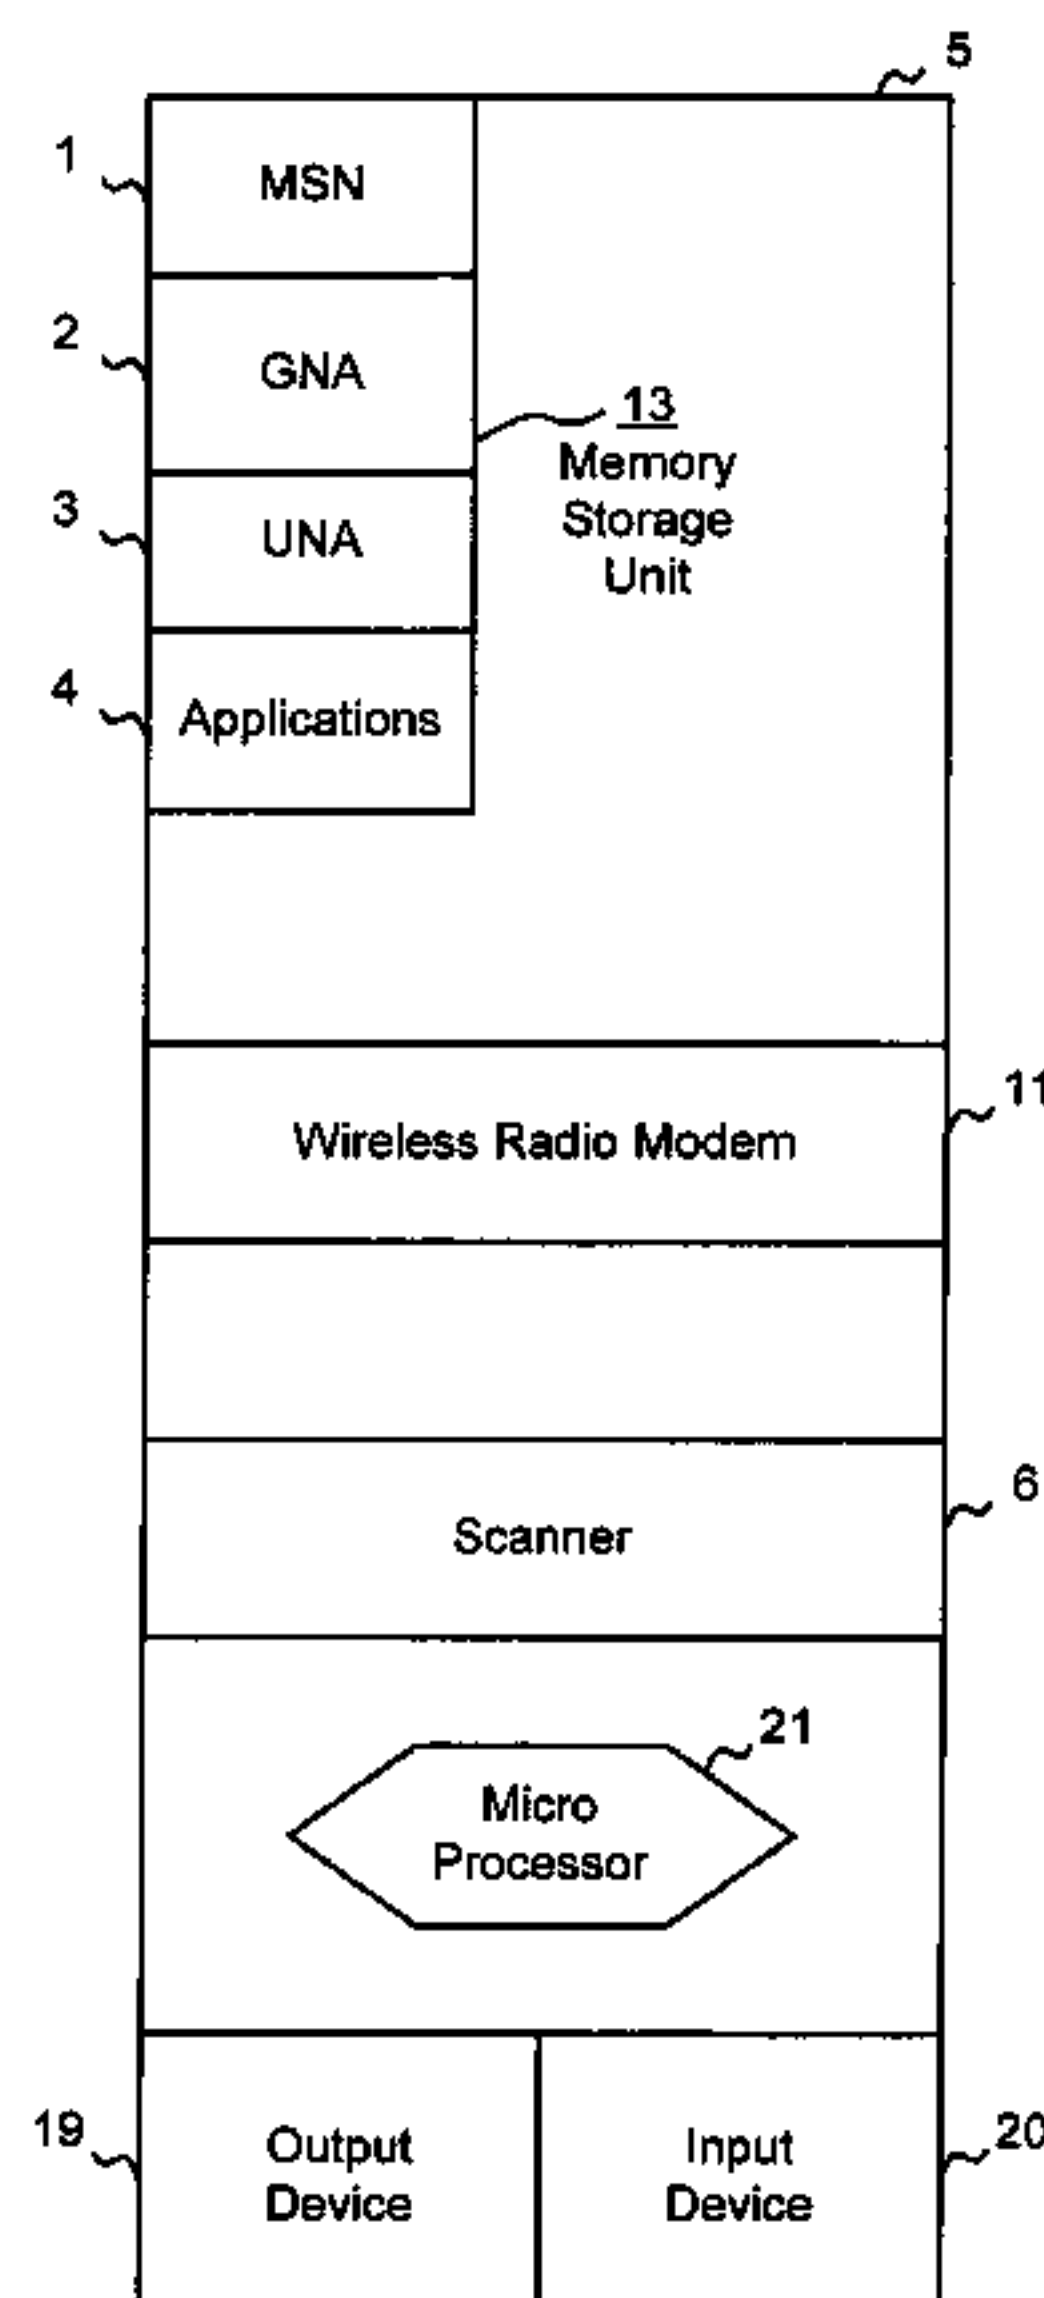 5
1
MSN
2
GNA
13
Memory
Storage
Unit
3
UNA
4
Applications
11
Wireless Radio Modem
6
Scanner
21
Micro
Processor
19
Output
Device
Input
Device
20